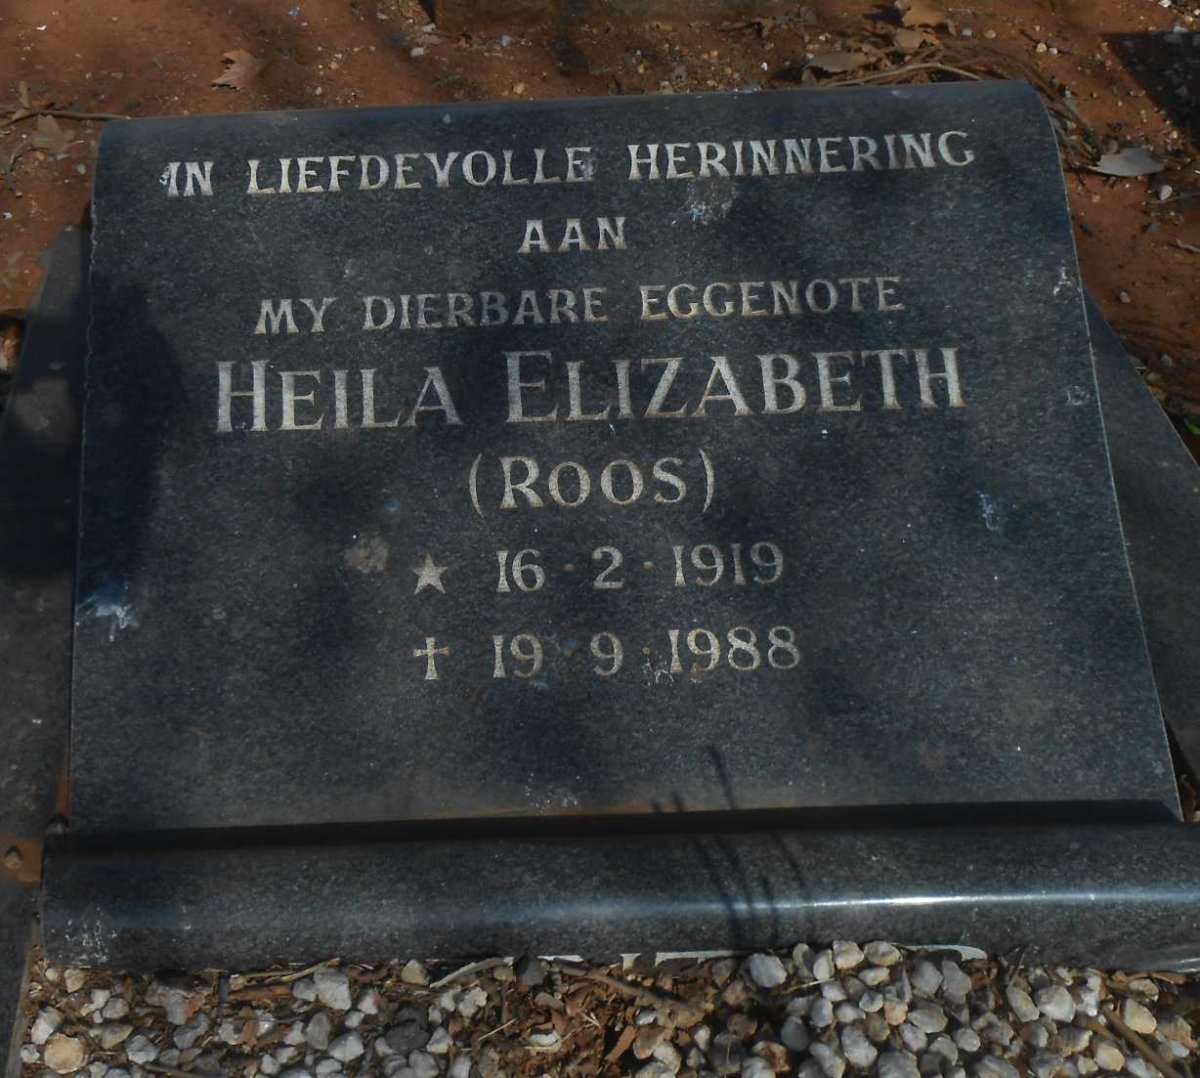 IN LIEFDEVOLLE HERINNERING
AAN
MY DIERBARE EGGENOTE
HEILA ELIZABETH
(ROOS)
★ 16·2·1919
✝ 19·9·1988